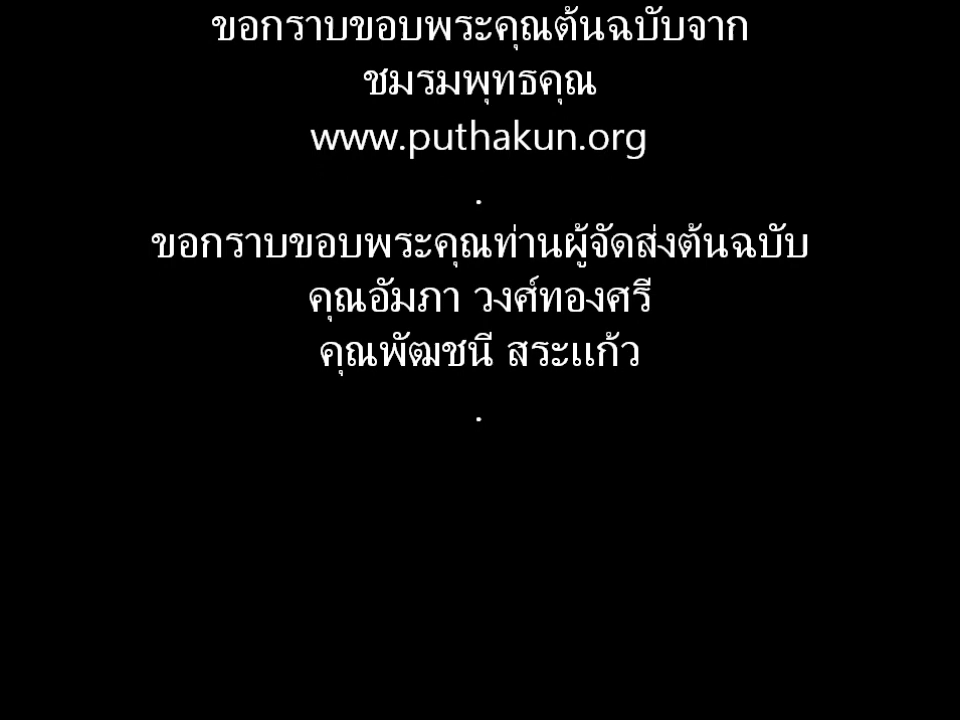 ขอกราบขอบพระคุณต้นฉบับจาก
ชมรมพุทธคุณ
www.puthakun.org
.
ขอกราบขอบพระคุณท่านผู้จัดส่งต้นฉบับ
คุณอัมภา วงศ์ทองศรี
คุณพัฒชนี สระแก้ว
.